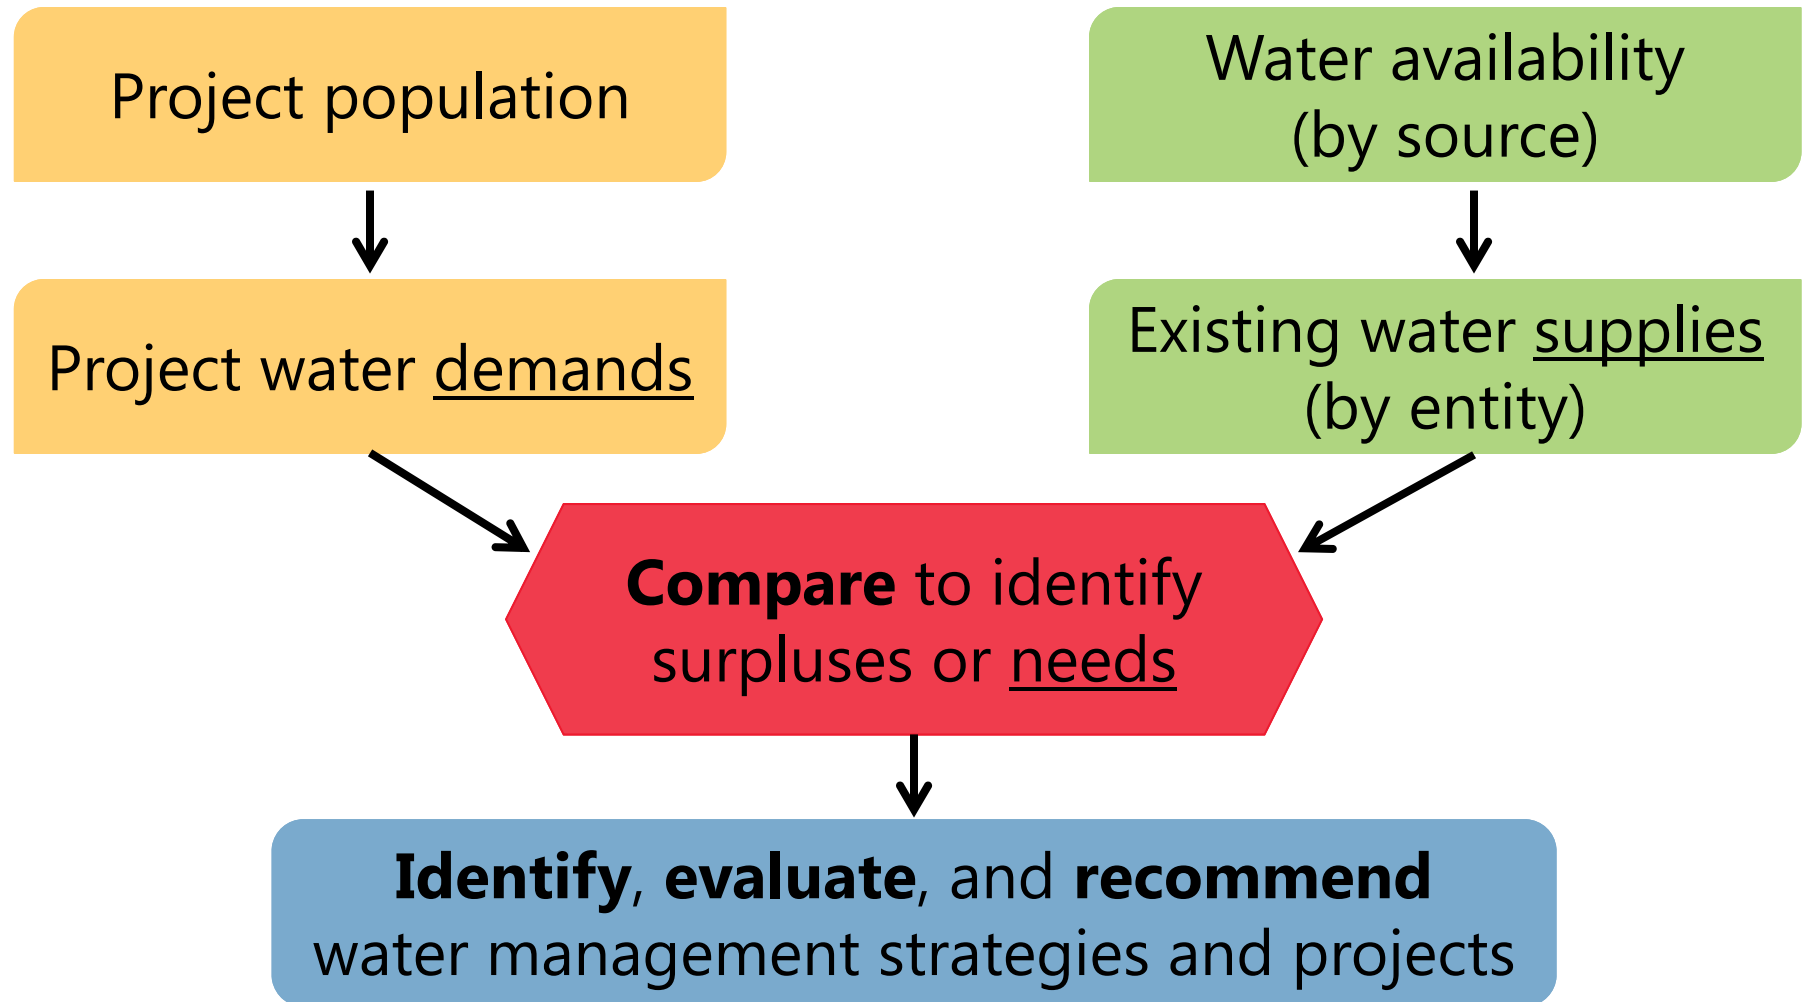 Project population
Water availability
(by source)
Project water demands
Existing water supplies
(by entity)
Compare to identify
surpluses or needs
Identify, evaluate, and recommend
water management strategies and projects